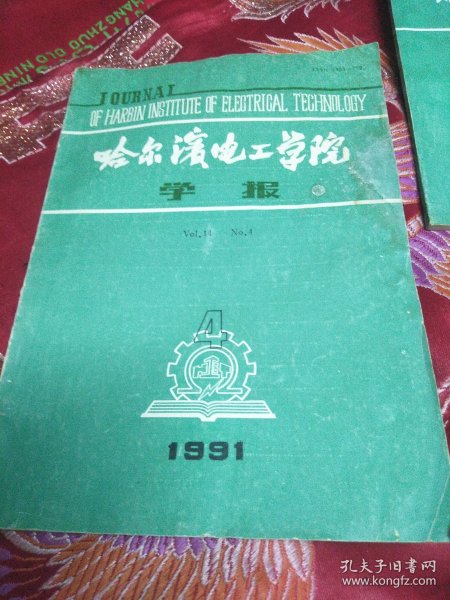 JOURNAL
OF HARBIN INSTITUTE OF ELECTRICAL TECHNOLOGY
哈尔滨电工学院
学报
Vol.14 No.4
4
1991
孔夫子旧书网
www.kongfz.com